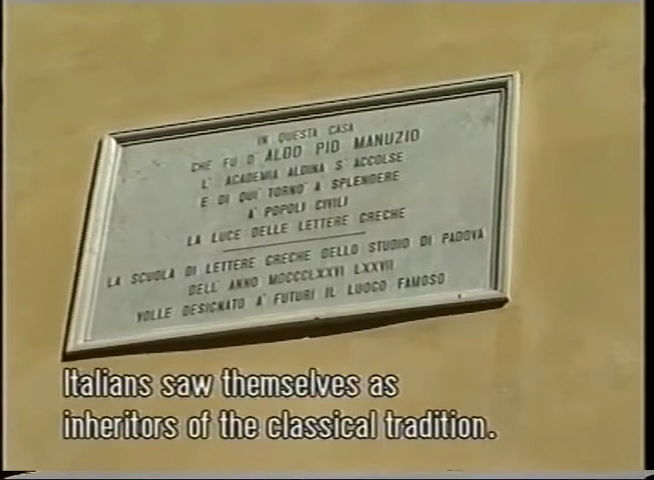 IN QUESTA CASA
CHE FU D' ALDO PIO MANUZIO
L' ACADEMIA ALDINA S' ACCOLSE
E DI QUI TORNO' A SPLENDERE
A' POPOLI CIVILI
LA LUCE DELLE LETTERE GRECHE
LA SCUOLA DI LETTERE GRECHE DELLO STUDIO DI PADOVA
DELL' ANNO MDCCCLXXVI LXXVII
VOLLE DESIGNATO A' FUTURI IL LUOGO FAMOSO
Italians saw themselves as
inheritors of the classical tradition.